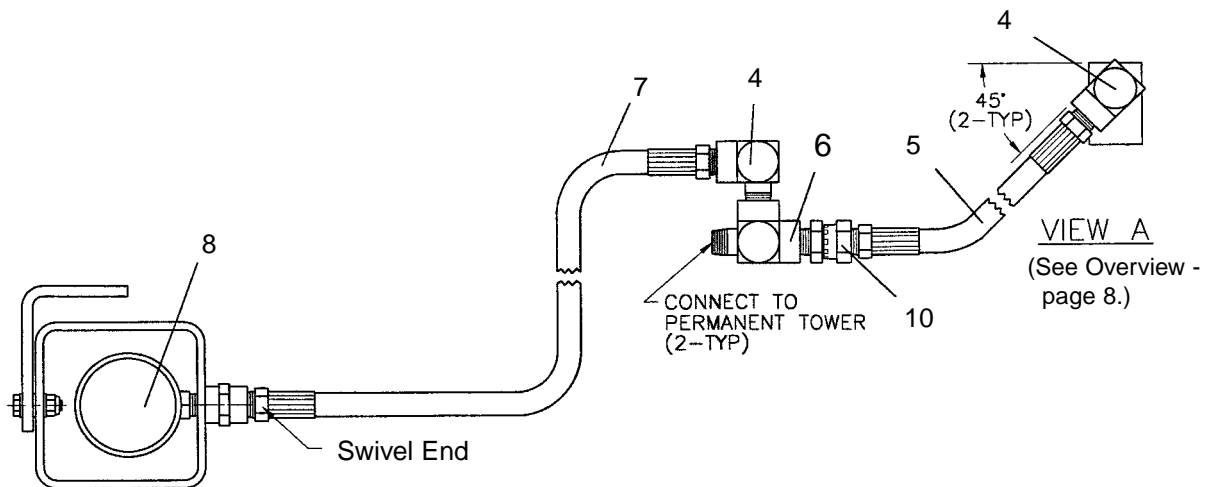 4
7
4
45°
(2-TYP)
6
5
VIEW A
(See Overview -
page 8.)
8
CONNECT TO
PERMANENT TOWER
(2-TYP)
10
Swivel End